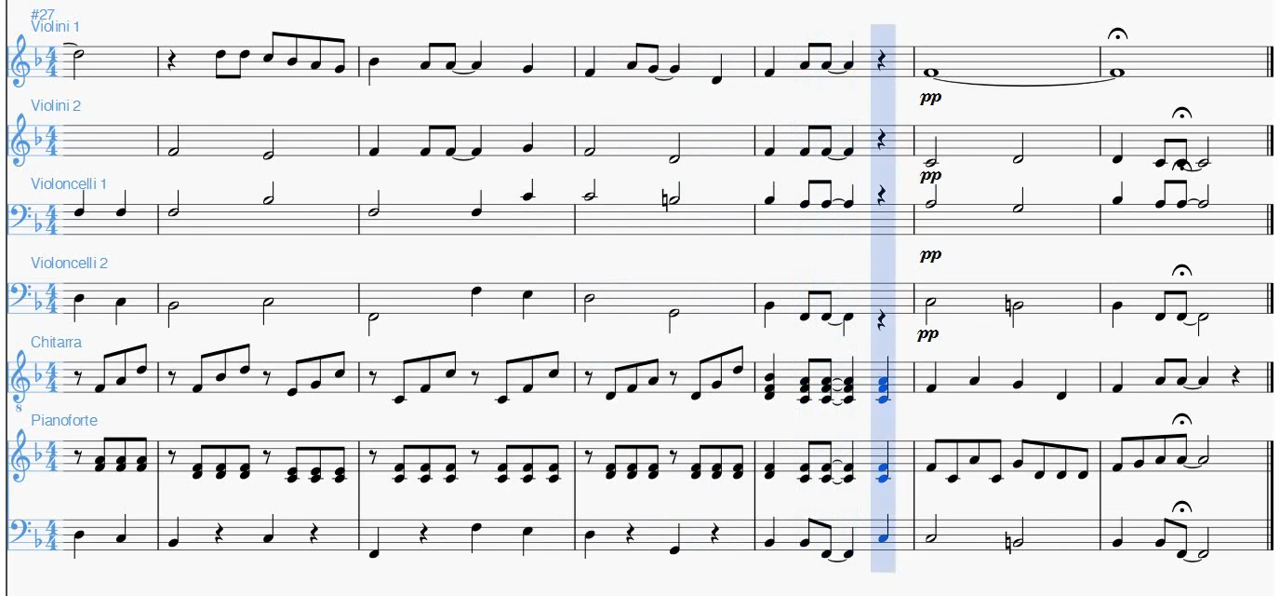 #27
Violini 1
pp
Violini 2
pp
Violoncelli 1
pp
Violoncelli 2
pp
Chitarra
8
Pianoforte